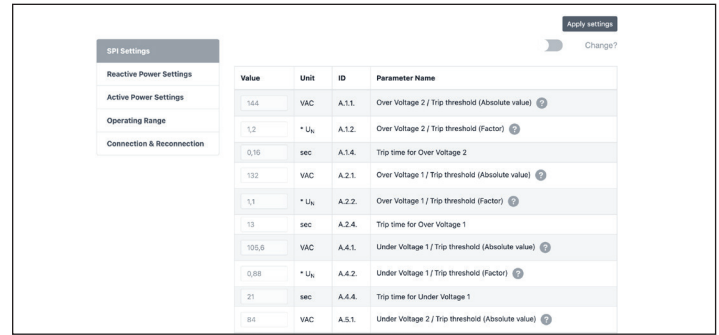 Apply settings
Change?
SPI Settings
Reactive Power Settings
Active Power Settings
Operating Range
Connection & Reconnection
Value Unit ID Parameter Name
144 VAC A.1.1. Over Voltage 2 / Trip threshold (Absolute value) ?
1,2 * UN A.1.2. Over Voltage 2 / Trip threshold (Factor) ?
0,16 sec A.1.4. Trip time for Over Voltage 2
132 VAC A.2.1. Over Voltage 1 / Trip threshold (Absolute value) ?
1,1 * UN A.2.2. Over Voltage 1 / Trip threshold (Factor) ?
13 sec A.2.4. Trip time for Over Voltage 1
105,6 VAC A.4.1. Under Voltage 1 / Trip threshold (Absolute value) ?
0,88 * UN A.4.2. Under Voltage 1 / Trip threshold (Factor) ?
21 sec A.4.4. Trip time for Under Voltage 1
84 VAC A.5.1. Under Voltage 2 / Trip threshold (Absolute value) ?